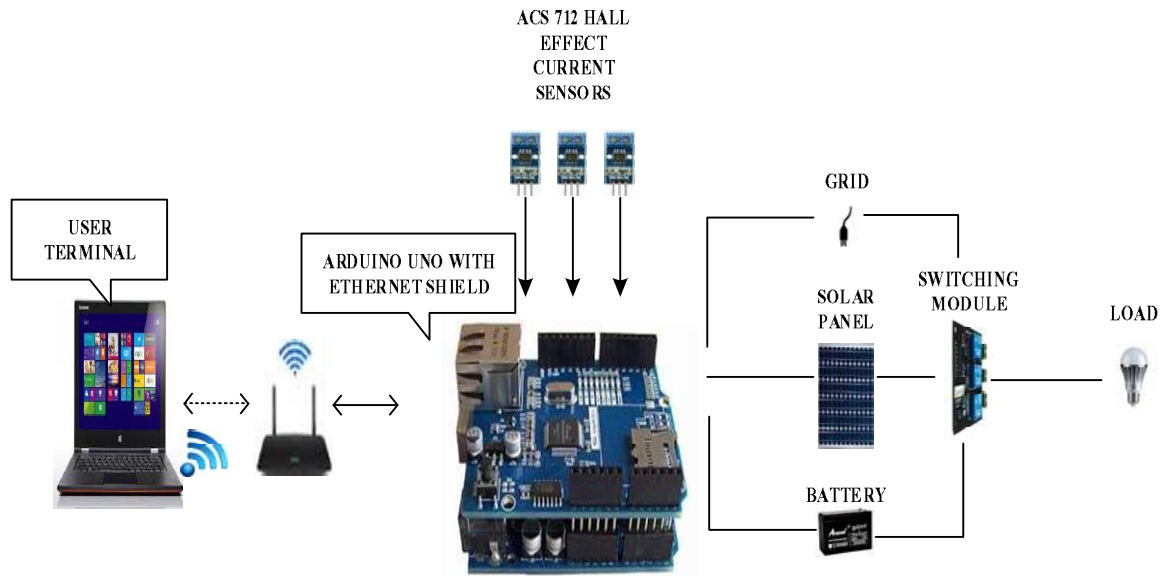 ACS 712 HALL
EFFECT
CURRENT
SENSORS
USER
TERMINAL
ARDUINO UNO WITH
ETHERNET SHIELD
GRID
SOLAR
PANEL
SWITCHING
MODULE
LOAD
BATTERY